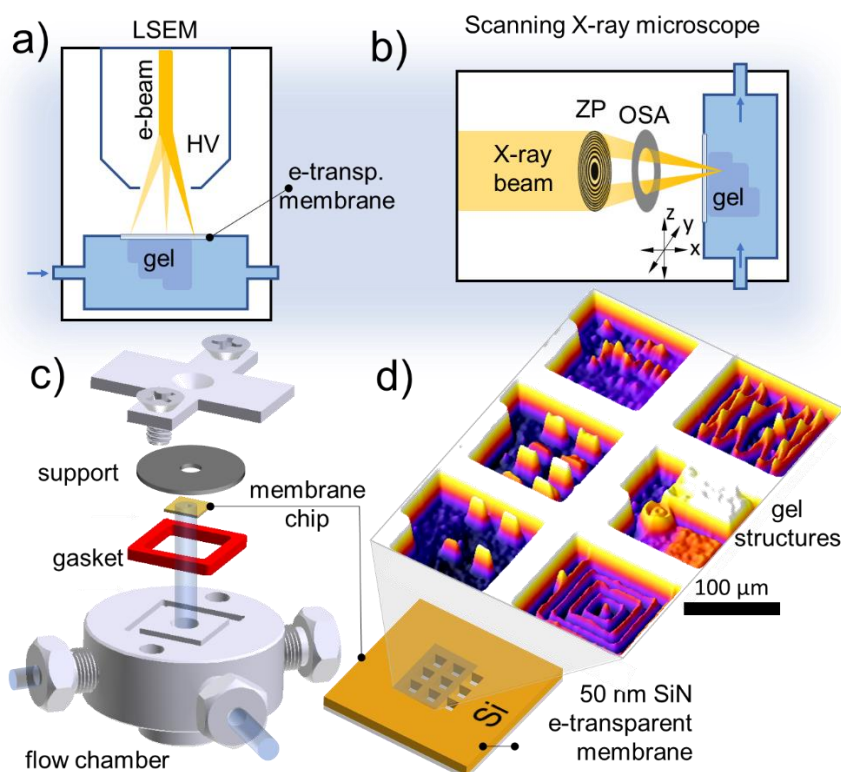 a)
LSEM
e-beam
HV
e-transp.
membrane
gel
Scanning X-ray microscope
b)
ZP
OSA
X-ray
beam
gel
z
y
x
c)
support
membrane
chip
gasket
flow chamber
d)
gel
structures
100 µm
Si
50 nm SiN
e-transparent
membrane